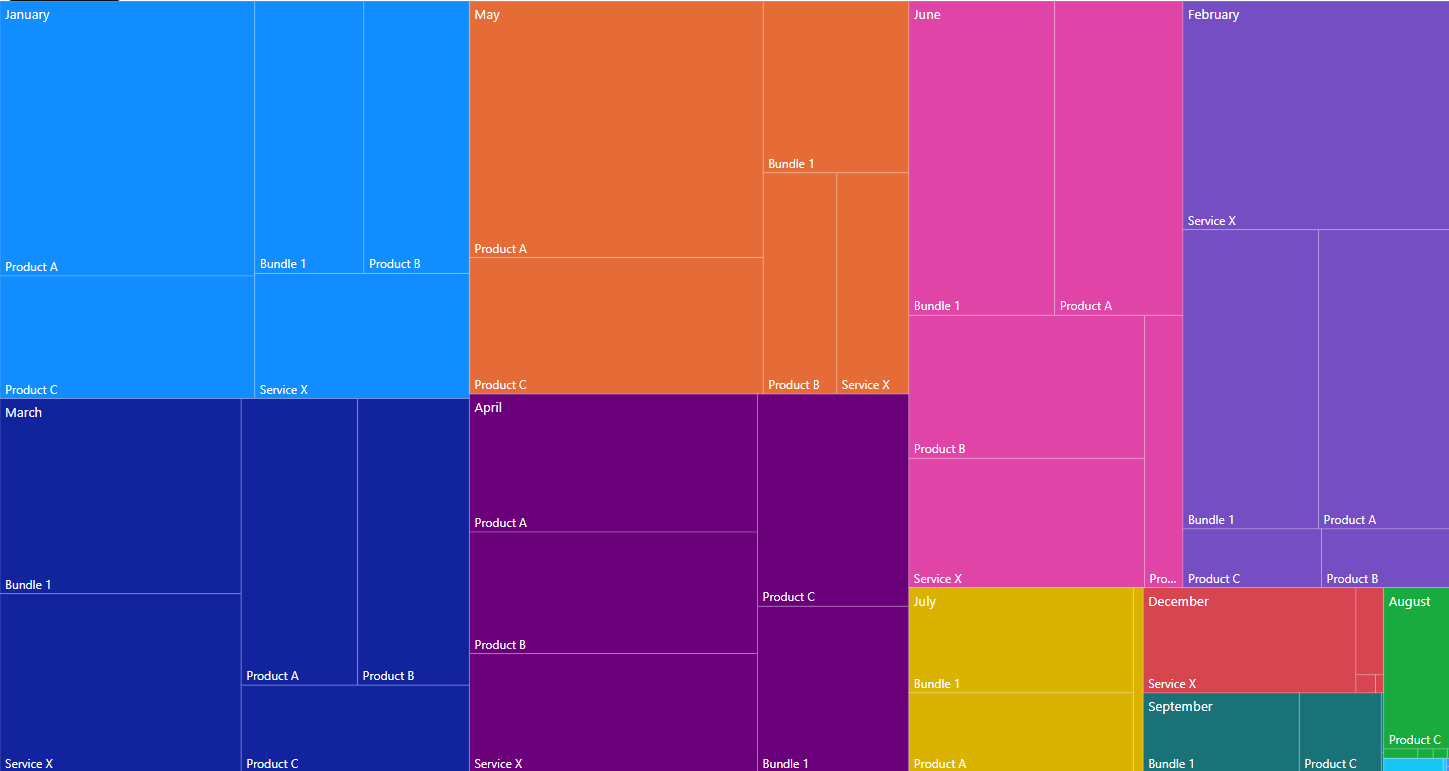 January
Product A
Bundle 1
Product B
Product C
Service X
May
Product A
Bundle 1
Product C
Product B
Service X
June
Bundle 1
Product A
Product B
Service X
Pro...
February
Service X
Bundle 1
Product A
Product C
Product B
March
Bundle 1
Product A
Product B
Service X
Product C
April
Product A
Product B
Product C
Service X
Bundle 1
July
Bundle 1
Product A
December
Service X
September
Bundle 1
Product C
August
Product C